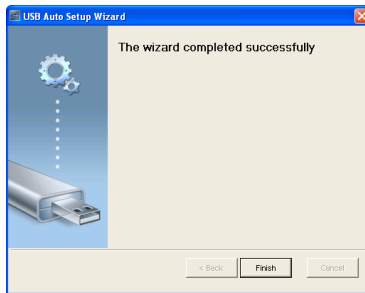 USB Auto Setup Wizard
The wizard completed successfully
< Back
Finish
Cancel